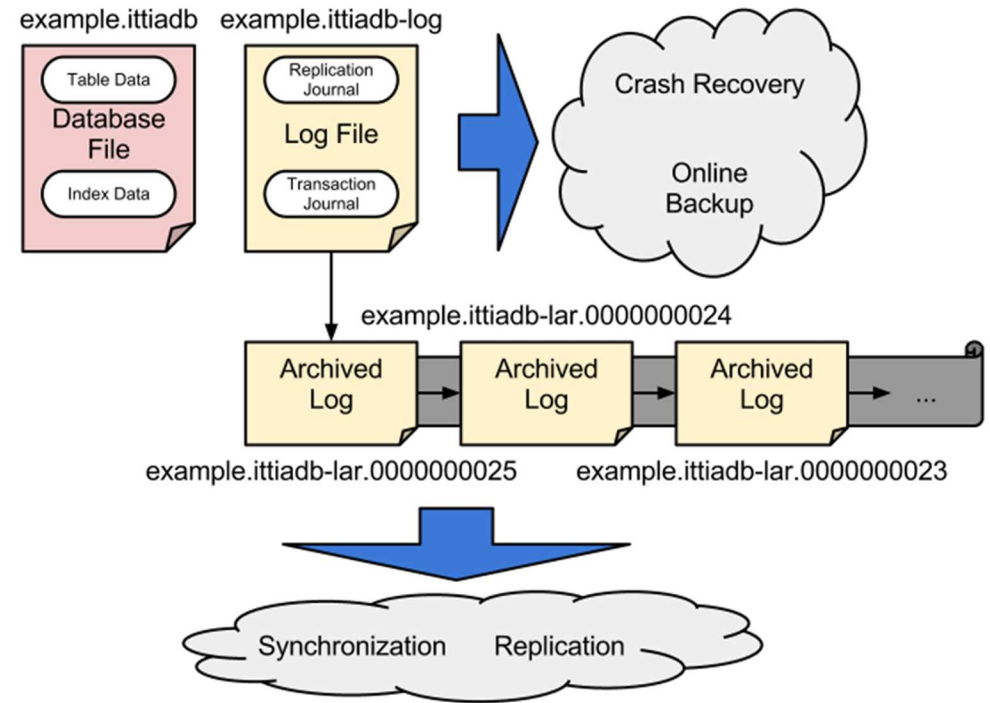 example.ittiadb
example.ittiadb-log
Table Data
Database
File
Index Data
Replication
Journal
Log File
Transaction
Journal
Crash Recovery
Online
Backup
example.ittiadb-lar.0000000024
Archived
Log
Archived
Log
Archived
Log
...
example.ittiadb-lar.0000000025
example.ittiadb-lar.0000000023
Synchronization
Replication